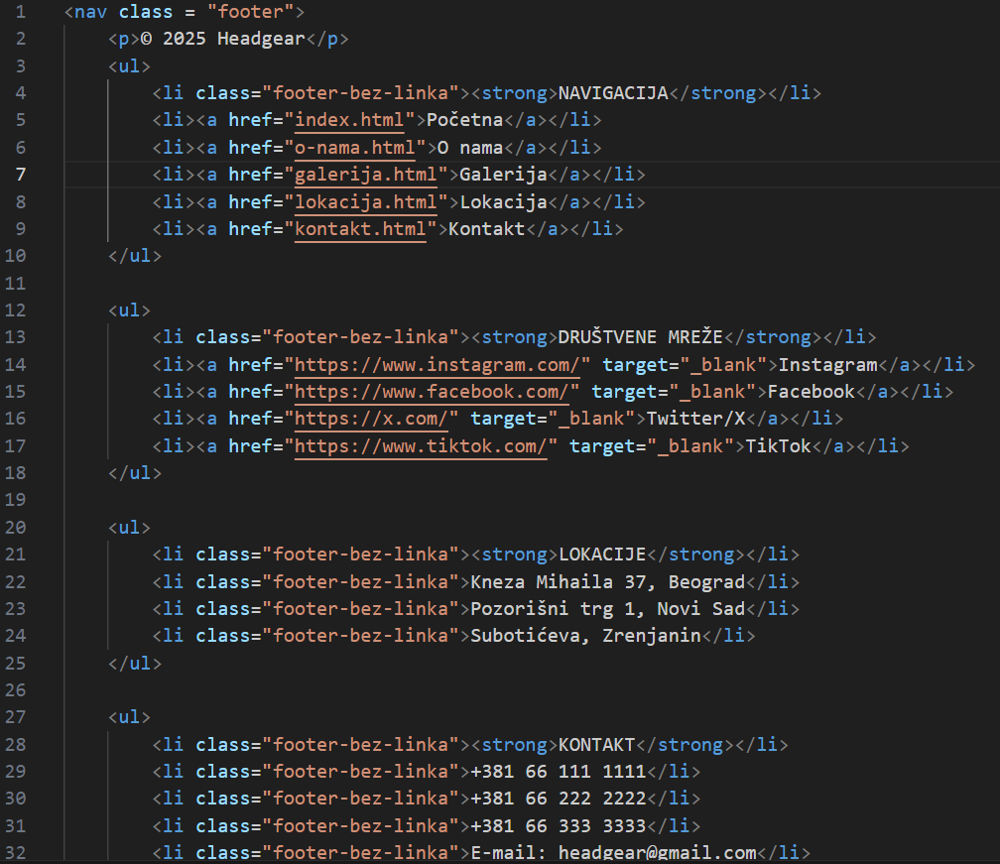 1 <nav class = "footer">
2 <p>© 2025 Headgear</p>
3 <ul>
4 <li class="footer-bez-linka"><strong>NAVIGACIJA</strong></li>
5 <li><a href="index.html">Početna</a></li>
6 <li><a href="o-nama.html">O nama</a></li>
7 <li><a href="galerija.html">Galerija</a></li>
8 <li><a href="lokacija.html">Lokacija</a></li>
9 <li><a href="kontakt.html">Kontakt</a></li>
10 </ul>
11
12 <ul>
13 <li class="footer-bez-linka"><strong>DRUŠTVENE MREŽE</strong></li>
14 <li><a href="https://www.instagram.com/" target="_blank">Instagram</a></li>
15 <li><a href="https://www.facebook.com/" target="_blank">Facebook</a></li>
16 <li><a href="https://x.com/" target="_blank">Twitter/X</a></li>
17 <li><a href="https://www.tiktok.com/" target="_blank">TikTok</a></li>
18 </ul>
19
20 <ul>
21 <li class="footer-bez-linka"><strong>LOKACIJE</strong></li>
22 <li class="footer-bez-linka">Kneza Mihaila 37, Beograd</li>
23 <li class="footer-bez-linka">Pozorišni trg 1, Novi Sad</li>
24 <li class="footer-bez-linka">Subotićeva, Zrenjanin</li>
25 </ul>
26
27 <ul>
28 <li class="footer-bez-linka"><strong>KONTAKT</strong></li>
29 <li class="footer-bez-linka">+381 66 111 1111</li>
30 <li class="footer-bez-linka">+381 66 222 2222</li>
31 <li class="footer-bez-linka">+381 66 333 3333</li>
32 <li class="footer-bez-linka">E-mail: headgear@gmail.com</li>